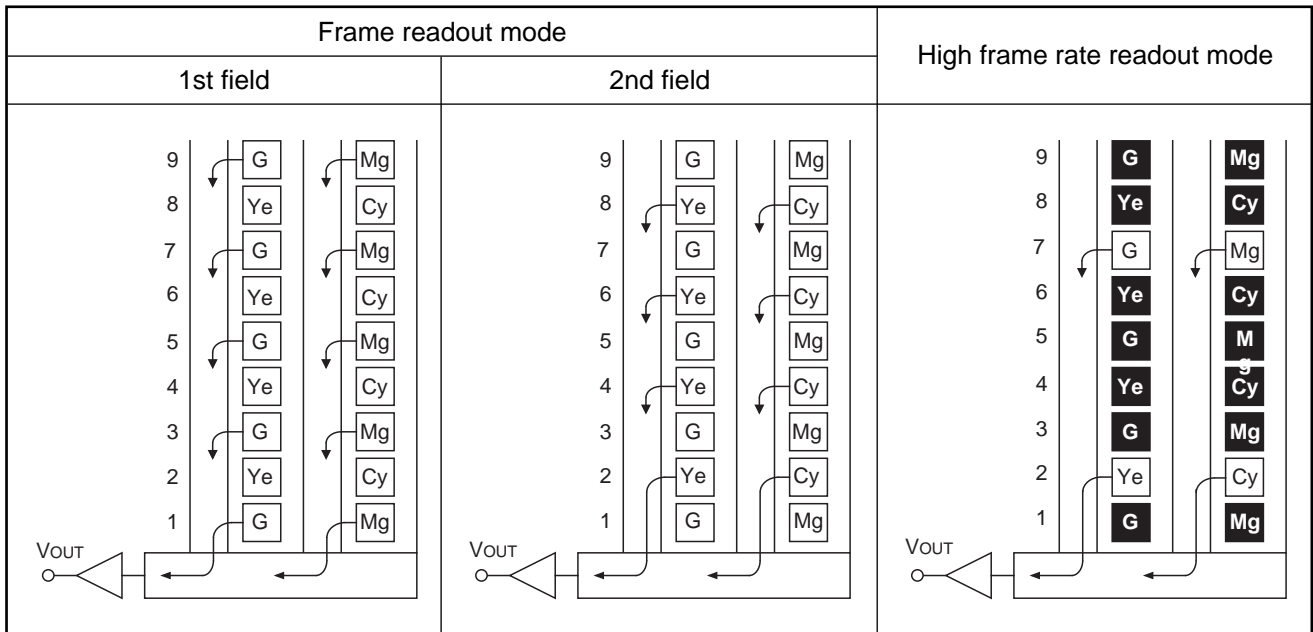 Frame readout mode
High frame rate readout mode
1st field
2nd field
9 G Mg
8 Ye Cy
7 G Mg
6 Ye Cy
5 G Mg
4 Ye Cy
3 G Mg
2 Ye Cy
1 G Mg
VOUT
9 G Mg
8 Ye Cy
7 G Mg
6 Ye Cy
5 G Mg
4 Ye Cy
3 G Mg
2 Ye Cy
1 G Mg
VOUT
9 G Mg
8 Ye Cy
7 G Mg
6 Ye Cy
5 G Mg
4 Ye Cy
3 G Mg
2 Ye Cy
1 G Mg
VOUT